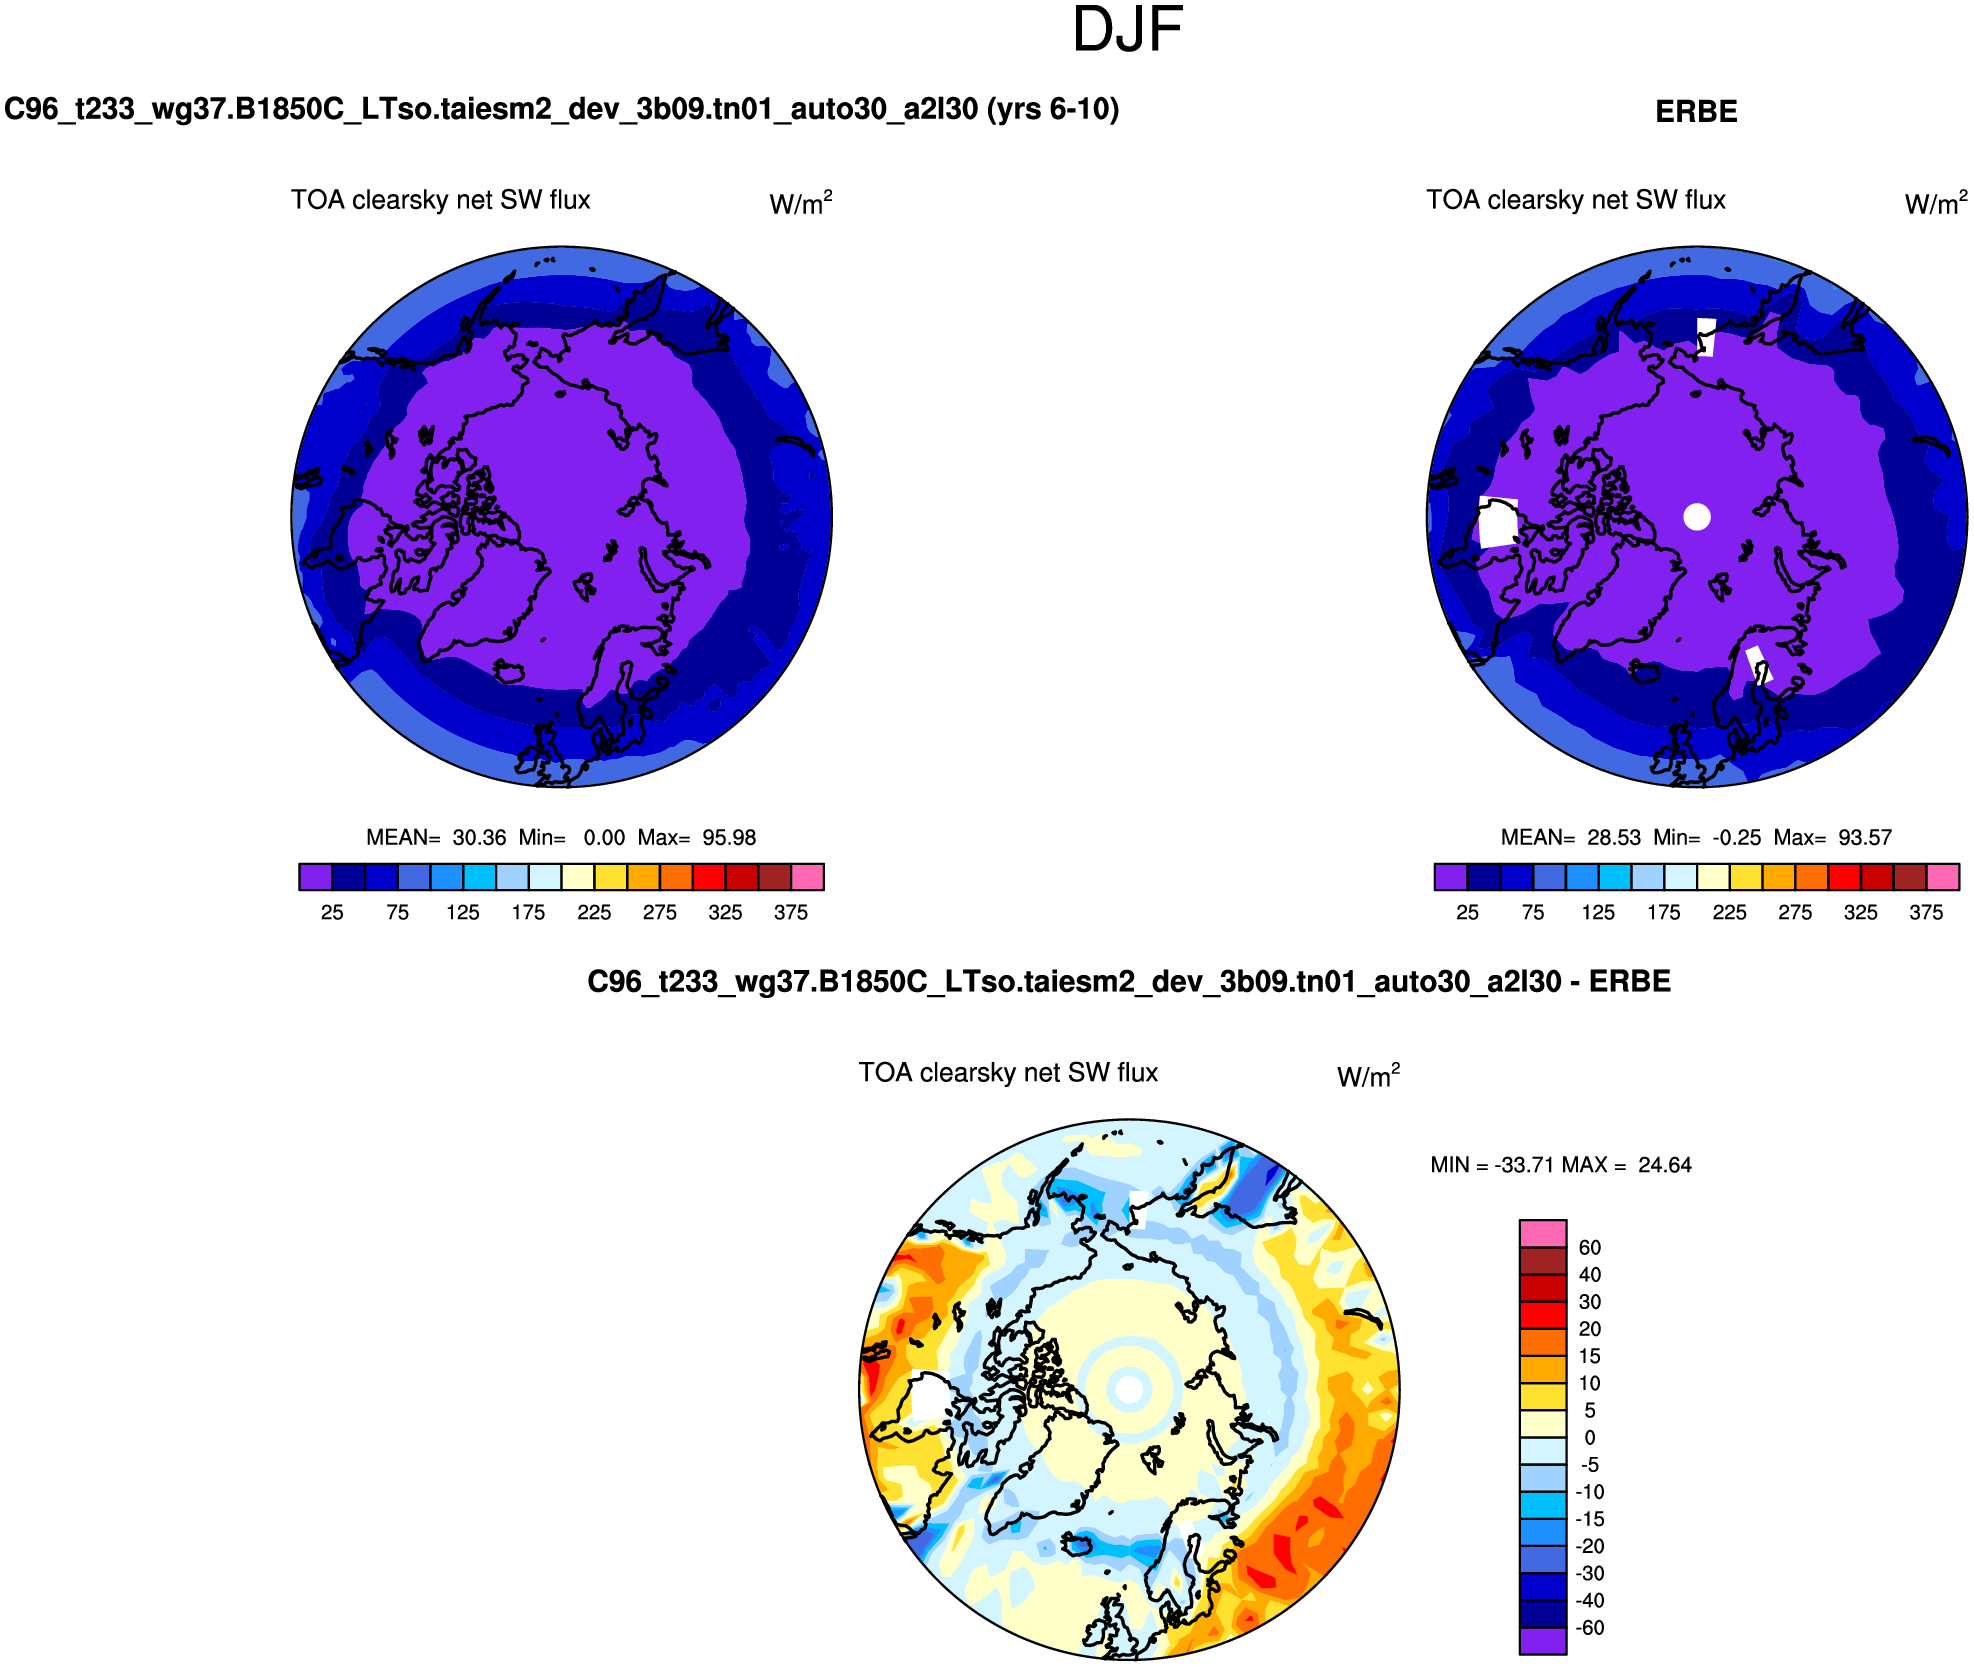 DJF
C96_t233_wg37.B1850C_LTso.taiesm2_dev_3b09.tn01_auto30_a2l30 (yrs 6-10)
ERBE
TOA clearsky net SW flux W/m2
TOA clearsky net SW flux W/m2
MEAN= 30.36 Min= 0.00 Max= 95.98
MEAN= 28.53 Min= -0.25 Max= 93.57
25 75 125 175 225 275 325 375
25 75 125 175 225 275 325 375
C96_t233_wg37.B1850C_LTso.taiesm2_dev_3b09.tn01_auto30_a2l30 - ERBE
TOA clearsky net SW flux W/m2
MIN = -33.71 MAX = 24.64
60
40
30
20
15
10
5
0
-5
-10
-15
-20
-30
-40
-60